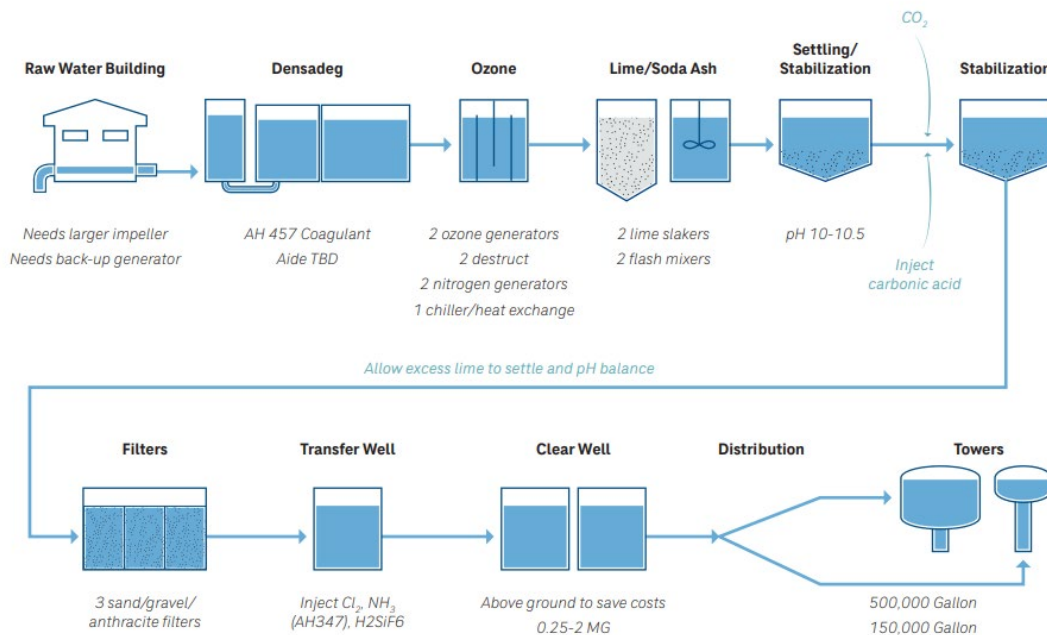 CO₂
Raw Water Building
Densadeg
Ozone
Lime/Soda Ash
Settling/
Stabilization
Stabilization
Needs larger impeller
Needs back-up generator
AH 457 Coagulant
Aide TBD
2 ozone generators
2 destruct
2 nitrogen generators
1 chiller/heat exchange
2 lime slakers
2 flash mixers
pH 10-10.5
Inject
carbonic acid
Allow excess lime to settle and pH balance
Filters
Transfer Well
Clear Well
Distribution
Towers
3 sand/gravel/
anthracite filters
Inject Cl₂, NH₃
(AH347), H2SiF6
Above ground to save costs
0.25-2 MG
500,000 Gallon
150,000 Gallon